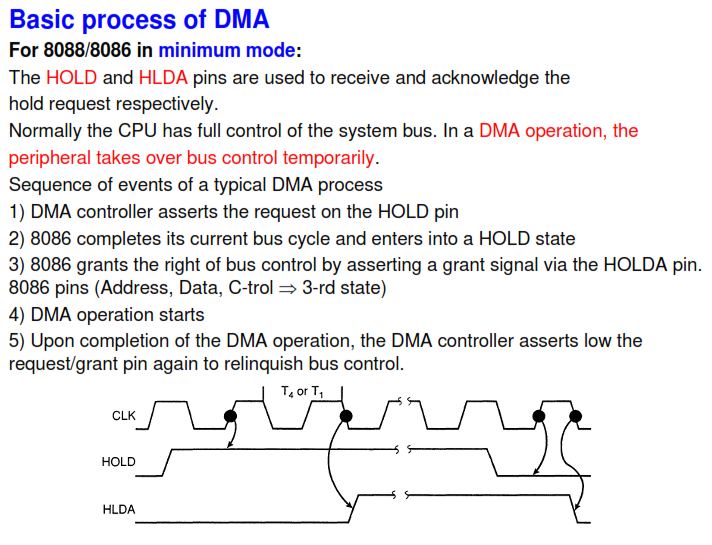 Basic process of DMA
For 8088/8086 in minimum mode:
The HOLD and HLDA pins are used to receive and acknowledge the
hold request respectively.
Normally the CPU has full control of the system bus. In a DMA operation, the
peripheral takes over bus control temporarily.
Sequence of events of a typical DMA process
1) DMA controller asserts the request on the HOLD pin
2) 8086 completes its current bus cycle and enters into a HOLD state
3) 8086 grants the right of bus control by asserting a grant signal via the HOLDA pin.
8086 pins (Address, Data, C-trol ⇒ 3-rd state)
4) DMA operation starts
5) Upon completion of the DMA operation, the DMA controller asserts low the
request/grant pin again to relinquish bus control.
T₄ or T₁
CLK
HOLD
HLDA